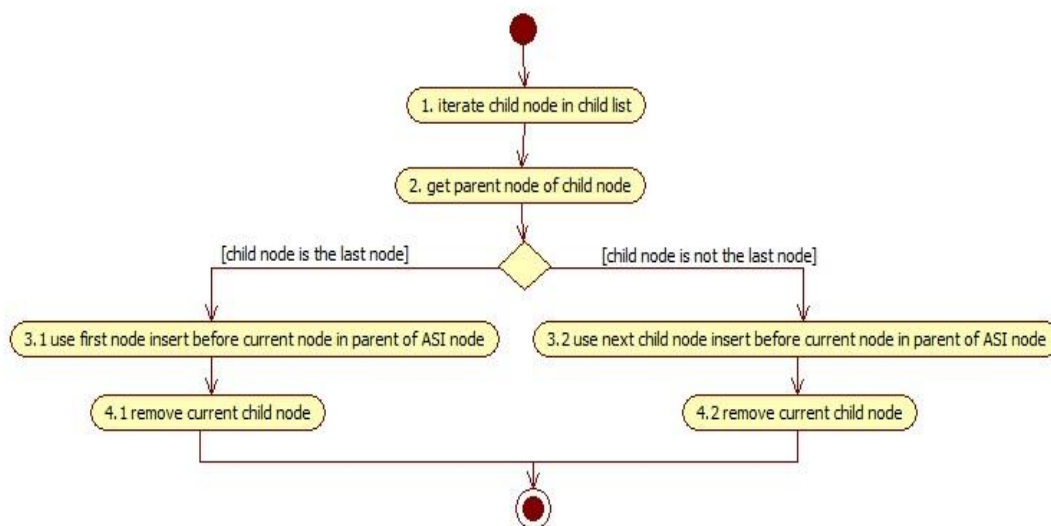 1. iterate child node in child list
2. get parent node of child node
[child node is the last node]
[child node is not the last node]
3.1 use first node insert before current node in parent of ASI node
3.2 use next child node insert before current node in parent of ASI node
4.1 remove current child node
4.2 remove current child node